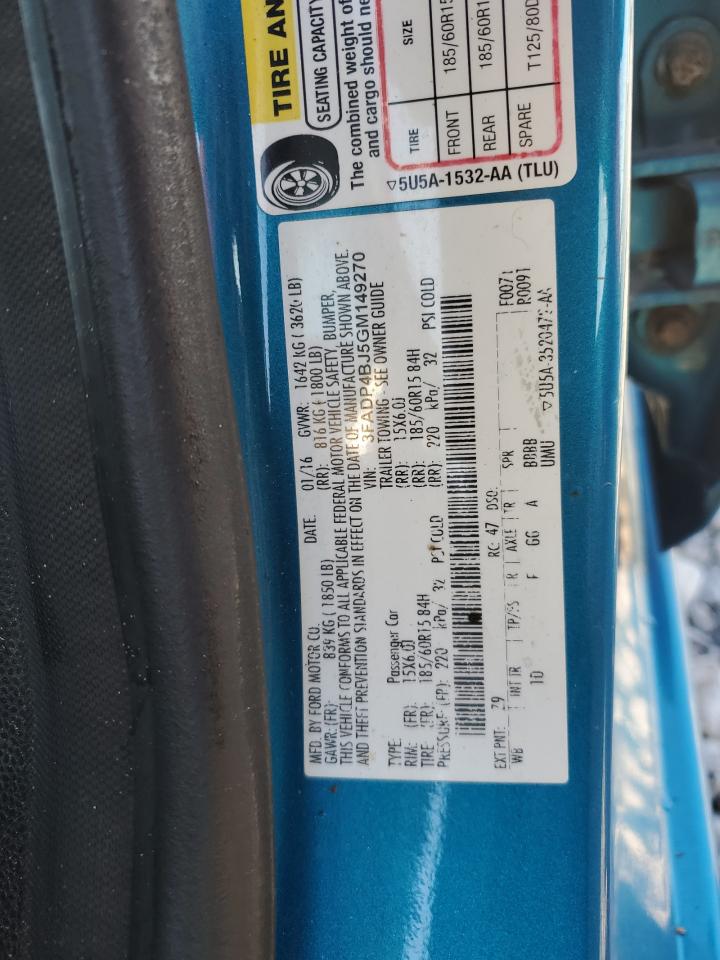 TIRE AN
SEATING CAPACITY
The combined weight of
and cargo should ne
TIRE SIZE
FRONT 185/60R15
REAR 185/60R1
SPARE T125/80D
▽5U5A-1532-AA (TLU)
MFD. BY FORD MOTOR CO. DATE: 01/16 GVWR: 1642 KG ( 3620 LB)
GAWR: (FR): 839 KG ( 1850 LB) (RR): 816 KG ( 1800 LB)
THIS VEHICLE CONFORMS TO ALL APPLICABLE FEDERAL MOTOR VEHICLE SAFETY, BUMPER,
AND THEFT PREVENTION STANDARDS IN EFFECT ON THE DATE OF MANUFACTURE SHOWN ABOVE.
VIN: 3FADP4BJ5GM149270
TYPE: Passenger Car TRAILER TOWING - SEE OWNER GUIDE
RIM: (FR): 15X6.0J (RR): 15X6.0J
TIRE: (FR): 185/60R15 84H (RR): 185/60R15 84H
PRESSURE: (FR): 220 kPa/ 32 PSI COLD (RR): 220 kPa/ 32 PSI COLD
EXT PNT: RC: 47 DSO: F0071
WB INT TR TP/PS R AXLE TR SPR R0091
10 F GG A BBBB
UMU